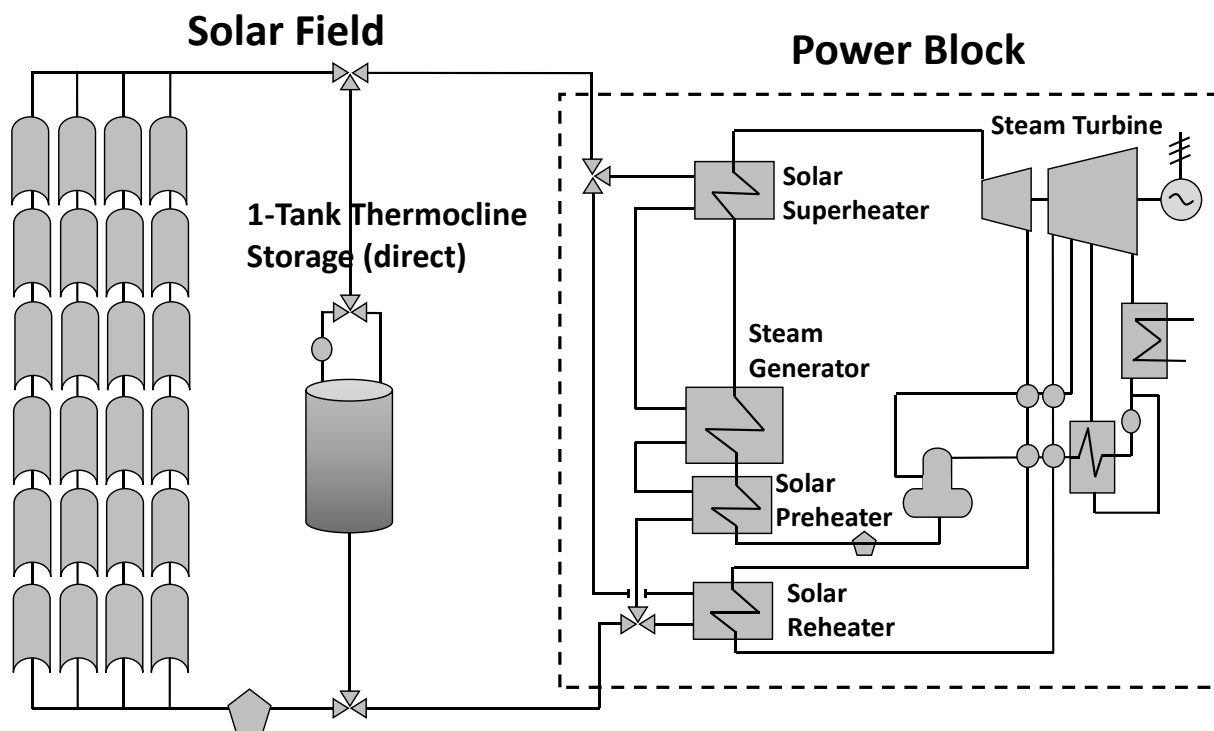 Solar Field
Power Block
Steam Turbine
Solar
Superheater
1-Tank Thermocline
Storage (direct)
Steam
Generator
Solar
Preheater
Solar
Reheater